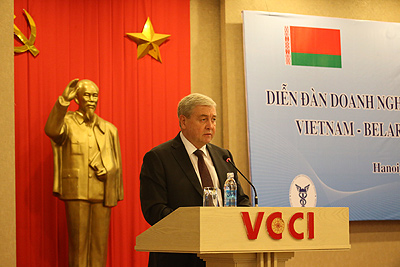 DIỄN ĐÀN DOANH NGH
VIETNAM - BELAR
Hanoi
VCCI